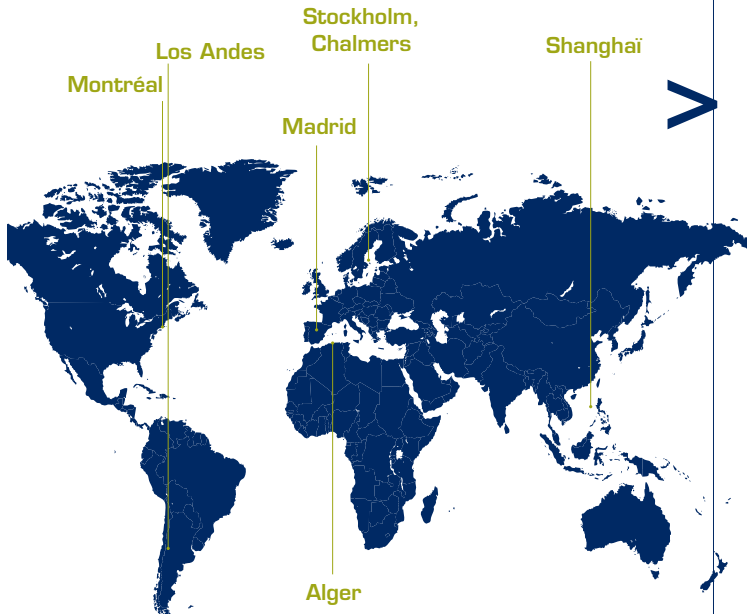 Stockholm,
Chalmers
Los Andes
Shanghaï
Montréal
Madrid
Alger